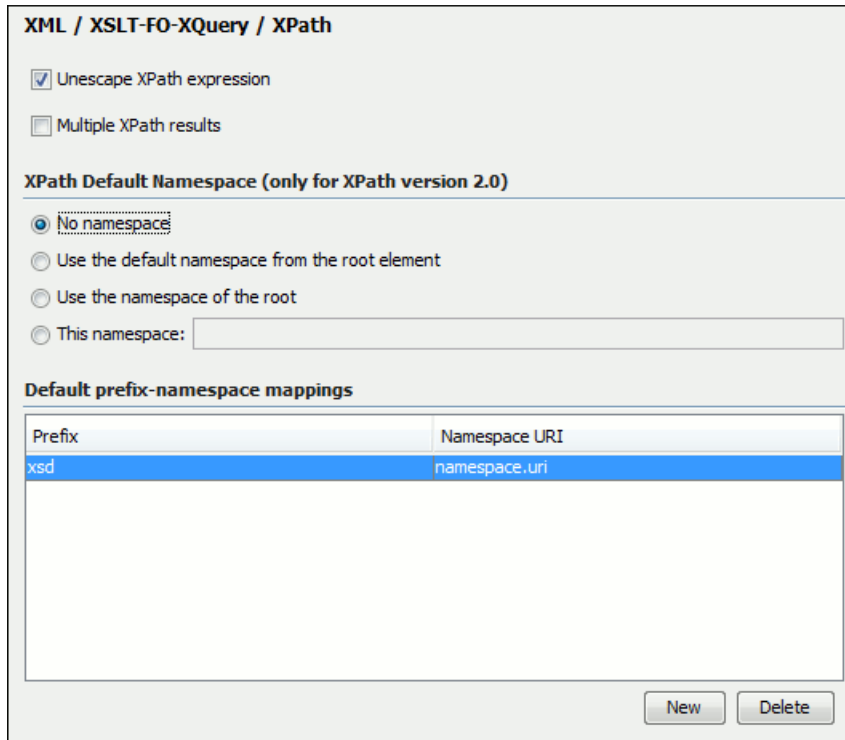 XML / XSLT-FO-XQuery / XPath
Unescape XPath expression
Multiple XPath results
XPath Default Namespace (only for XPath version 2.0)
No namespace
Use the default namespace from the root element
Use the namespace of the root
This namespace:
Default prefix-namespace mappings
Prefix Namespace URI
xsd namespace.uri
New Delete